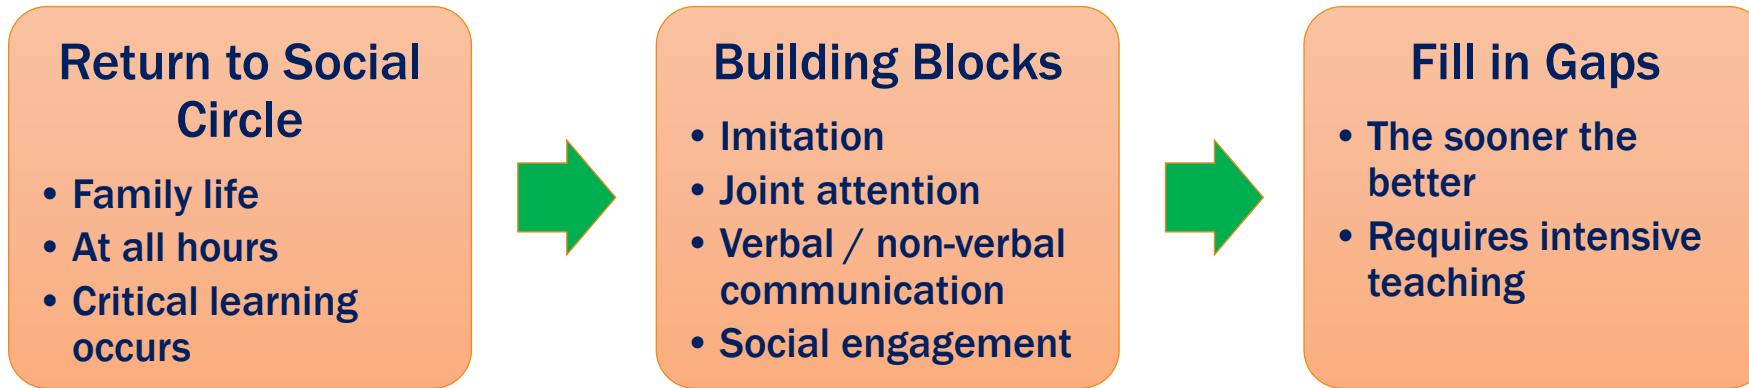 Return to Social
Circle
• Family life
• At all hours
• Critical learning
occurs
Building Blocks
• Imitation
• Joint attention
• Verbal / non-verbal
communication
• Social engagement
Fill in Gaps
• The sooner the
better
• Requires intensive
teaching